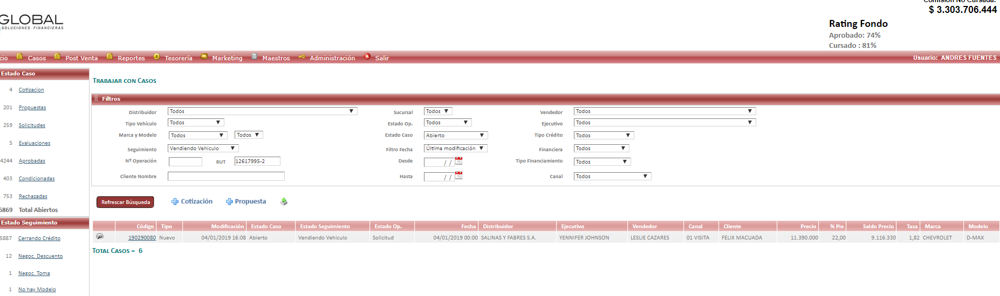 Comisión No Cursada:
$ 3.303.706.444
GLOBAL
SOLUCIONES FINANCIERAS
Rating Fondo
Aprobado: 74%
Cursado : 81%
cio Casos Post Venta Reportes Tesorería Marketing Maestros Administración Salir Usuario: ANDRES FUENTES
Estado Caso
4 Cotizacion
201 Propuestas
259 Solicitudes
5 Evaluaciones
4244 Aprobadas
403 Condicionadas
753 Rechazadas
5869 Total Abiertos
Estado Seguimiento
5887 Cerrando Crédito
12 Negoc. Descuento
1 Negoc. Toma
1 No hay Modelo
TRABAJAR CON CASOS
Filtros
Distribuidor Todos Sucursal Todos Vendedor Todos
Tipo Vehículo Todos Estado Op. Todos Ejecutivo Todos
Marca y Modelo Todos Todos Estado Caso Abierto Tipo Crédito Todos
Seguimiento Vendiendo Vehiculo Filtro Fecha Última modificación Financiera Todos
Nº Operación RUT 12617995-2 Desde / / Tipo Financiamiento Todos
Cliente Nombre Hasta / / Canal Todos
Refrescar Búsqueda Cotización Propuesta
Código Tipo Modificación Estado Caso Estado Seguimiento Estado Op. Fecha Distribuidor Ejecutivo Vendedor Canal Cliente Precio % Pie Saldo Precio Tasa Marca Modelo
190290080 Nuevo 04/01/2019 16:08 Abierto Vendiendo Vehiculo Solicitud 04/01/2019 00:00 SALINAS Y FABRES S.A. YENNIFER JOHNSON LESLIE CAZARES 01 VISITA FELIX MACUADA 11.390.000 22,00 9.116.330 1,82 CHEVROLET D-MAX
TOTAL CASOS = 6